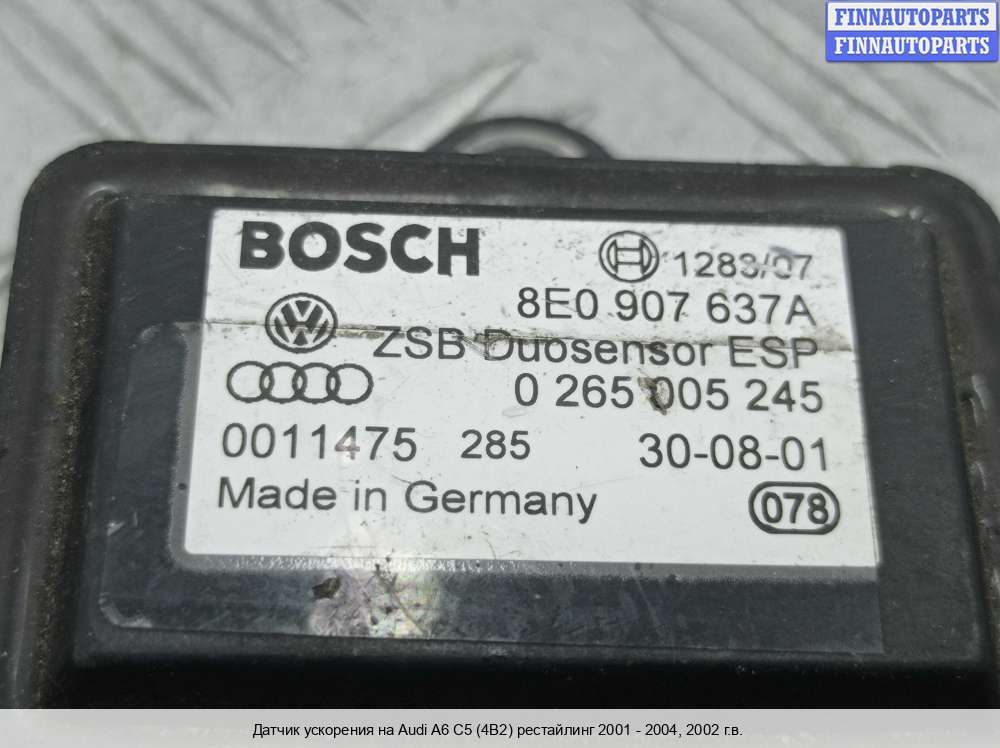 FINNAUTOPARTS
FINNAUTOPARTS
BOSCH
1283/07
8E0 907 637A
ZSB Duosensor ESP
0 265 005 245
0011475 285 30-08-01
Made in Germany
078
Датчик ускорения на Audi A6 C5 (4B2) рестайлинг 2001 - 2004, 2002 г.в.